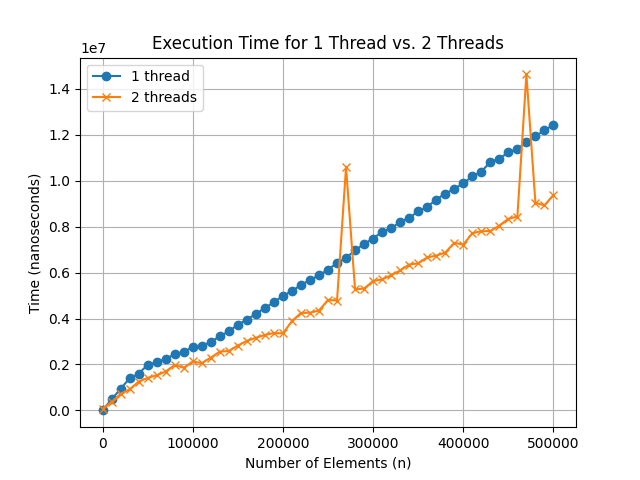 Execution Time for 1 Thread vs. 2 Threads
1e7
1 thread
2 threads
1.4
1.2
1.0
0.8
0.6
0.4
0.2
0.0
Time (nanoseconds)
0 100000 200000 300000 400000 500000
Number of Elements (n)